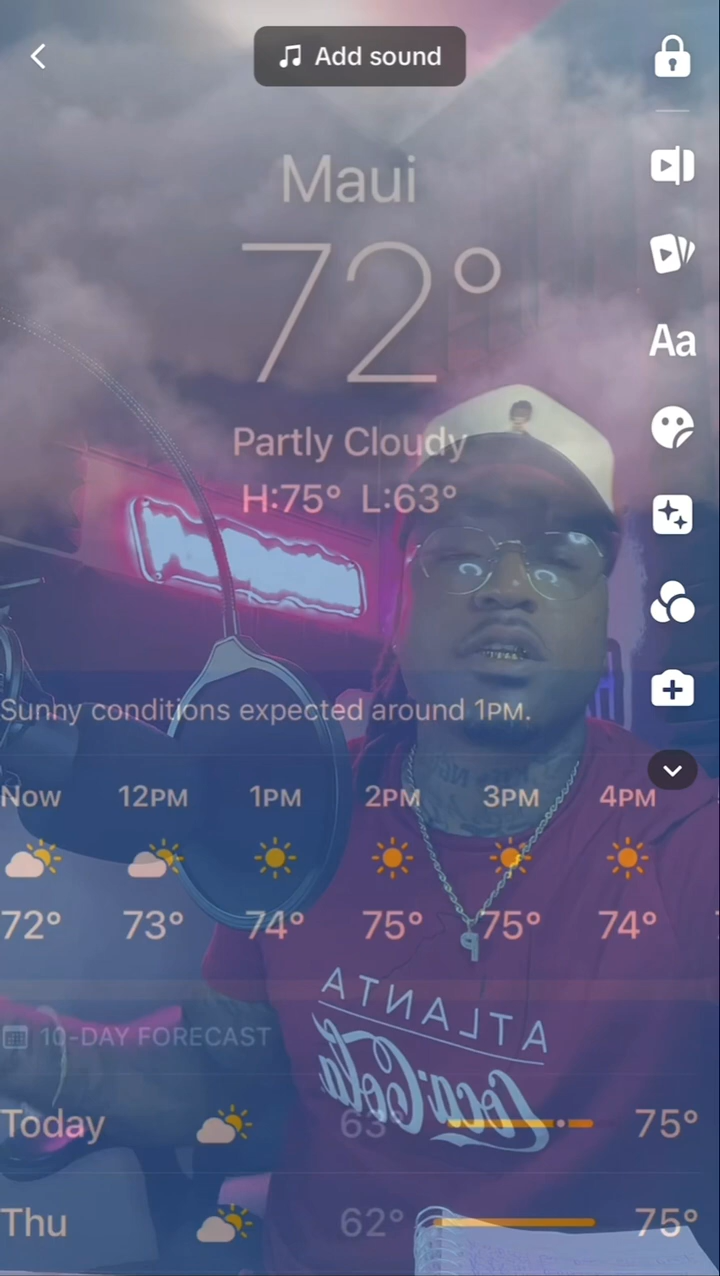 Add sound
Maui
72°
Aa
Partly Cloudy
H:75° L:63°
Sunny conditions expected around 1PM.
Now 12PM 1PM 2PM 3PM 4PM
72° 73° 74° 75° 75° 74°
P
ATLANTA
Coca-Cola
10-DAY FORECAST
Today 63° 75°
Thu 62° 75°